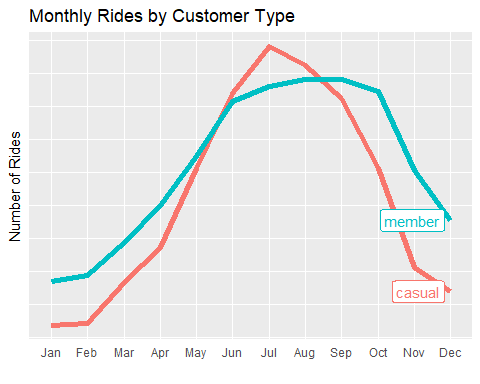 Monthly Rides by Customer Type
Number of Rides
member
casual
Jan Feb Mar Apr May Jun Jul Aug Sep Oct Nov Dec